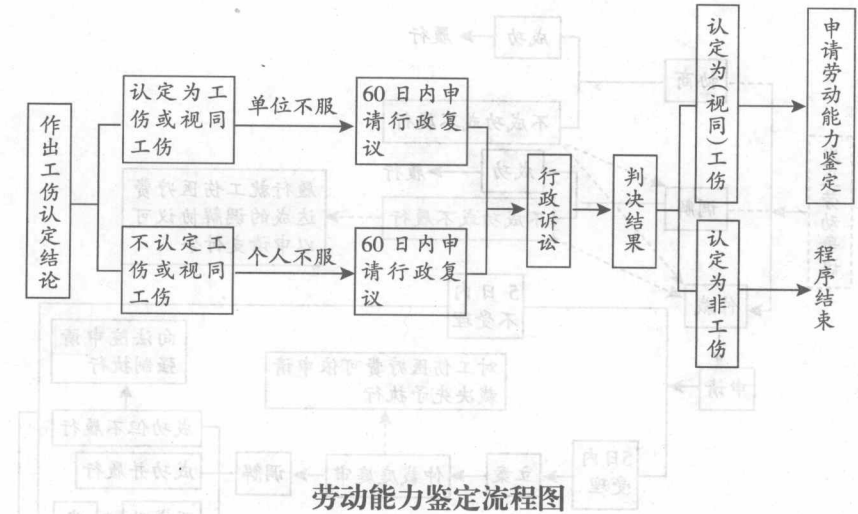 作出工伤认定结论
认定为工
伤或视同
工伤
单位不服
60日内申
请行政复
议
不认定工
伤或视同
工伤
个人不服
60日内申
请行政复
议
行政诉讼
判决结果
认定为(视同)工伤
申请劳动能力鉴定
认定为非工伤
程序结束
劳动能力鉴定流程图